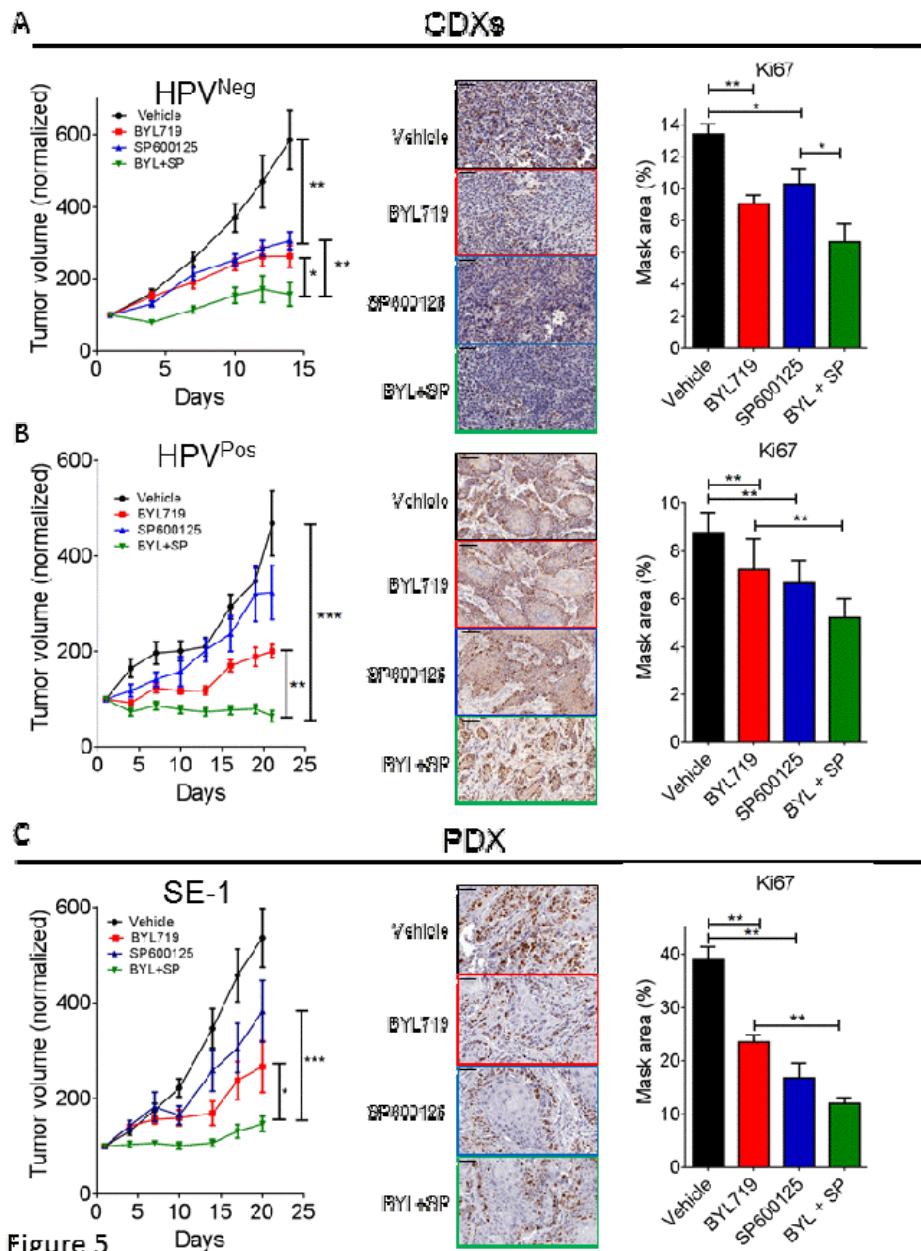 A
CDXs
HPVNeg
Vehicle
BYL719
SP600125
BYL+SP
Tumor volume (normalized)
600
400
200
0
0 5 10 15
Days
**
*
**
Vehicle
BYL719
SP600125
BYL+SP
Ki67
**
*
*
Mask area (%)
14
12
10
8
6
4
2
0
Vehicle
BYL719
SP600125
BYL + SP
B
HPVPos
Vehicle
BYL719
SP600125
BYL+SP
Tumor volume (normalized)
600
400
200
0
0 5 10 15 20 25
Days
***
**
Vehicle
BYL719
SP600125
BYL+SP
Ki67
**
**
**
Mask area (%)
10
8
6
4
2
0
Vehicle
BYL719
SP600125
BYL + SP
C
PDX
SE-1
Vehicle
BYL719
SP600125
BYL+SP
Tumor volume (normalized)
600
400
200
0
0 5 10 15 20 25
Days
*
***
Vehicle
BYL719
SP600125
BYL+SP
Ki67
**
**
**
Mask area (%)
40
30
20
10
0
Vehicle
BYL719
SP600125
BYL + SP
Figure 5